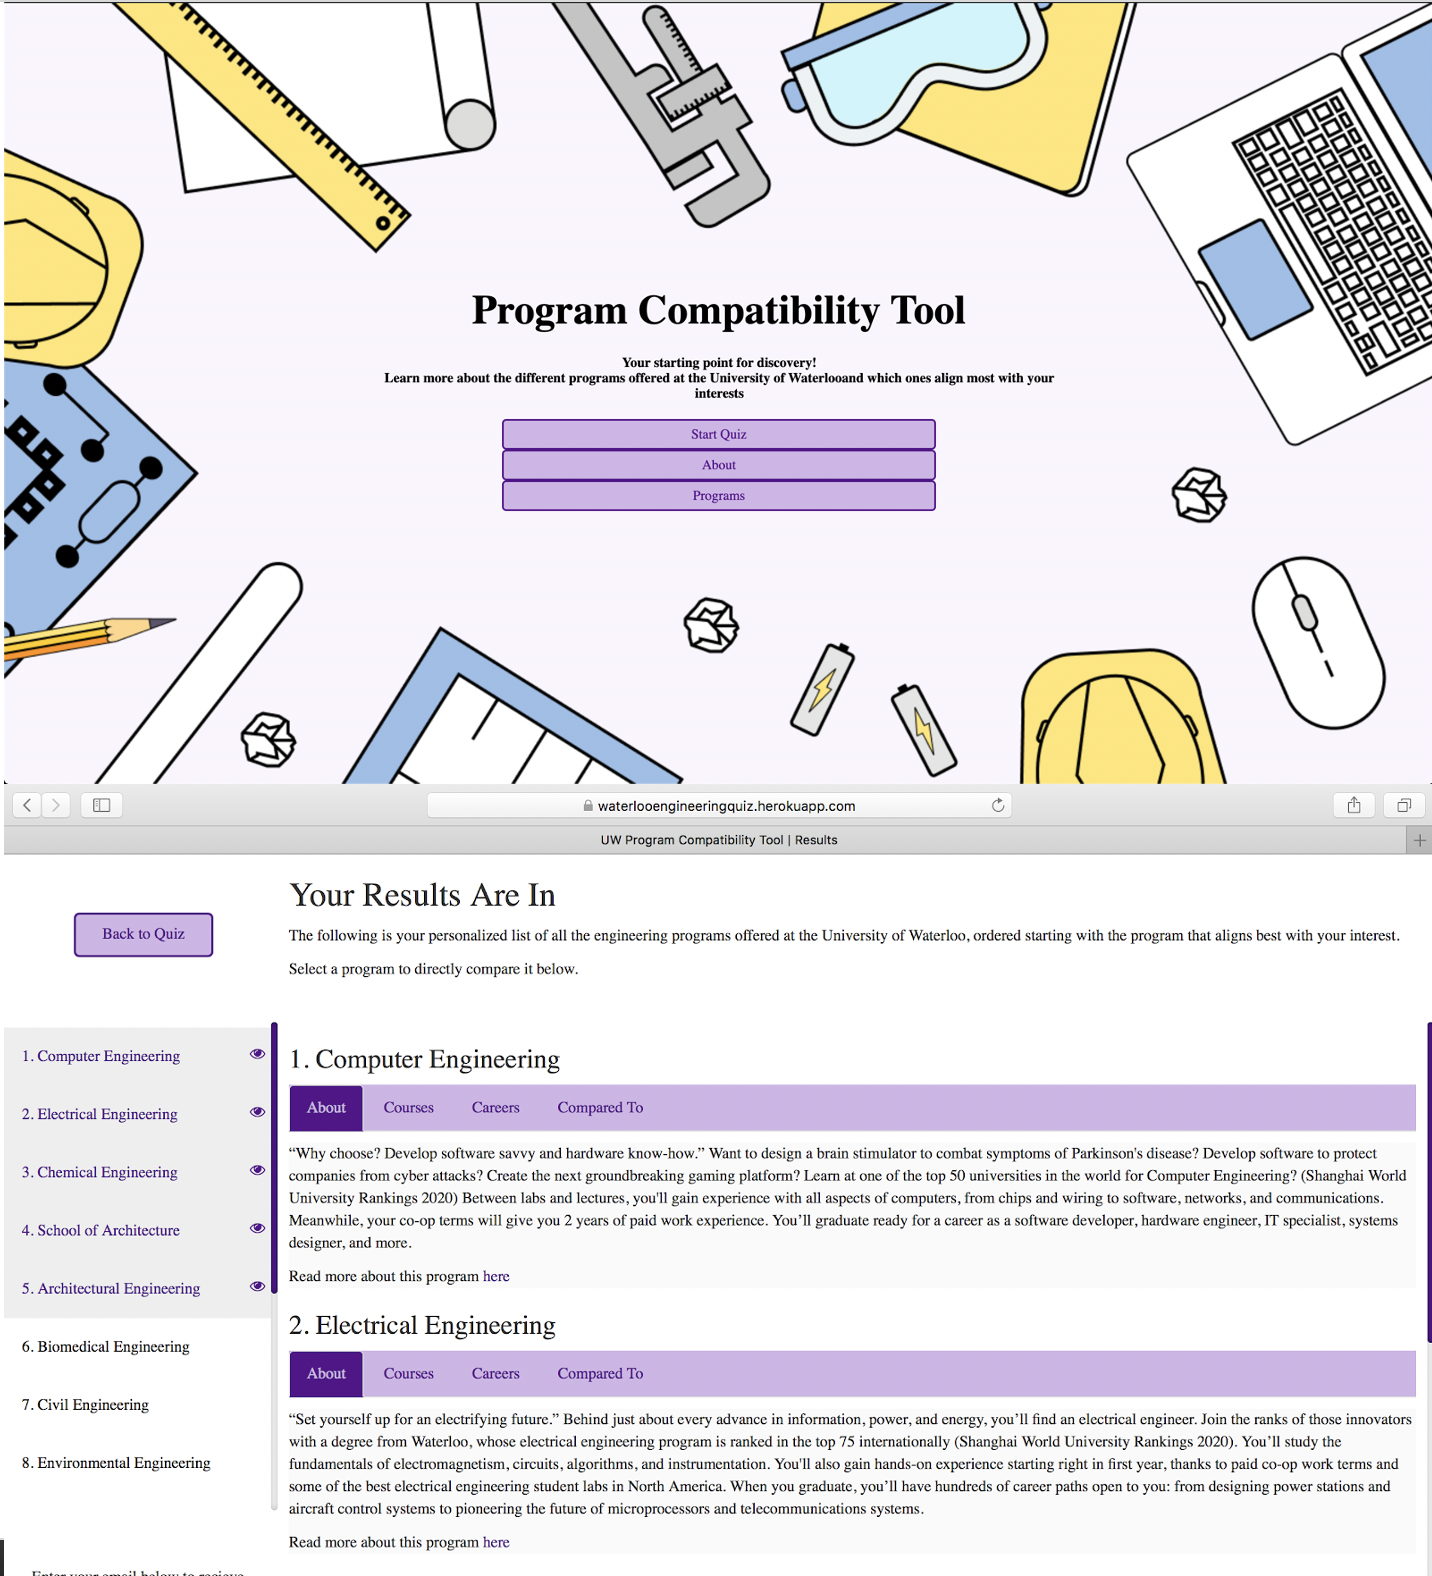 Program Compatibility Tool
Your starting point for discovery!
Learn more about the different programs offered at the University of Waterlooand which ones align most with your
interests
Start Quiz
About
Programs
waterlooengineeringquiz.herokuapp.com
UW Program Compatibility Tool | Results
Back to Quiz
Your Results Are In
The following is your personalized list of all the engineering programs offered at the University of Waterloo, ordered starting with the program that aligns best with your interest.
Select a program to directly compare it below.
1. Computer Engineering
2. Electrical Engineering
3. Chemical Engineering
4. School of Architecture
5. Architectural Engineering
6. Biomedical Engineering
7. Civil Engineering
8. Environmental Engineering
Enter your email below to recieve
1. Computer Engineering
About Courses Careers Compared To
“Why choose? Develop software savvy and hardware know-how.” Want to design a brain stimulator to combat symptoms of Parkinson's disease? Develop software to protect
companies from cyber attacks? Create the next groundbreaking gaming platform? Learn at one of the top 50 universities in the world for Computer Engineering? (Shanghai World
University Rankings 2020) Between labs and lectures, you'll gain experience with all aspects of computers, from chips and wiring to software, networks, and communications.
Meanwhile, your co-op terms will give you 2 years of paid work experience. You’ll graduate ready for a career as a software developer, hardware engineer, IT specialist, systems
designer, and more.
Read more about this program here
2. Electrical Engineering
About Courses Careers Compared To
“Set yourself up for an electrifying future.” Behind just about every advance in information, power, and energy, you’ll find an electrical engineer. Join the ranks of those innovators
with a degree from Waterloo, whose electrical engineering program is ranked in the top 75 internationally (Shanghai World University Rankings 2020). You’ll study the
fundamentals of electromagnetism, circuits, algorithms, and instrumentation. You'll also gain hands-on experience starting right in first year, thanks to paid co-op work terms and
some of the best electrical engineering student labs in North America. When you graduate, you’ll have hundreds of career paths open to you: from designing power stations and
aircraft control systems to pioneering the future of microprocessors and telecommunications systems.
Read more about this program here